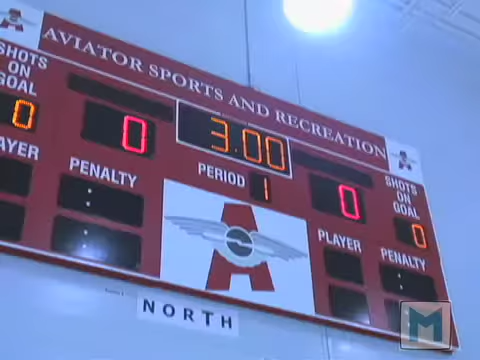 AVIATOR SPORTS AND RECREATION
SHOTS
ON
GOAL
0
0
3:00
PERIOD
1
0
SHOTS
ON
GOAL
0
AYER
PENALTY
PLAYER
PENALTY
A
NORTH
M